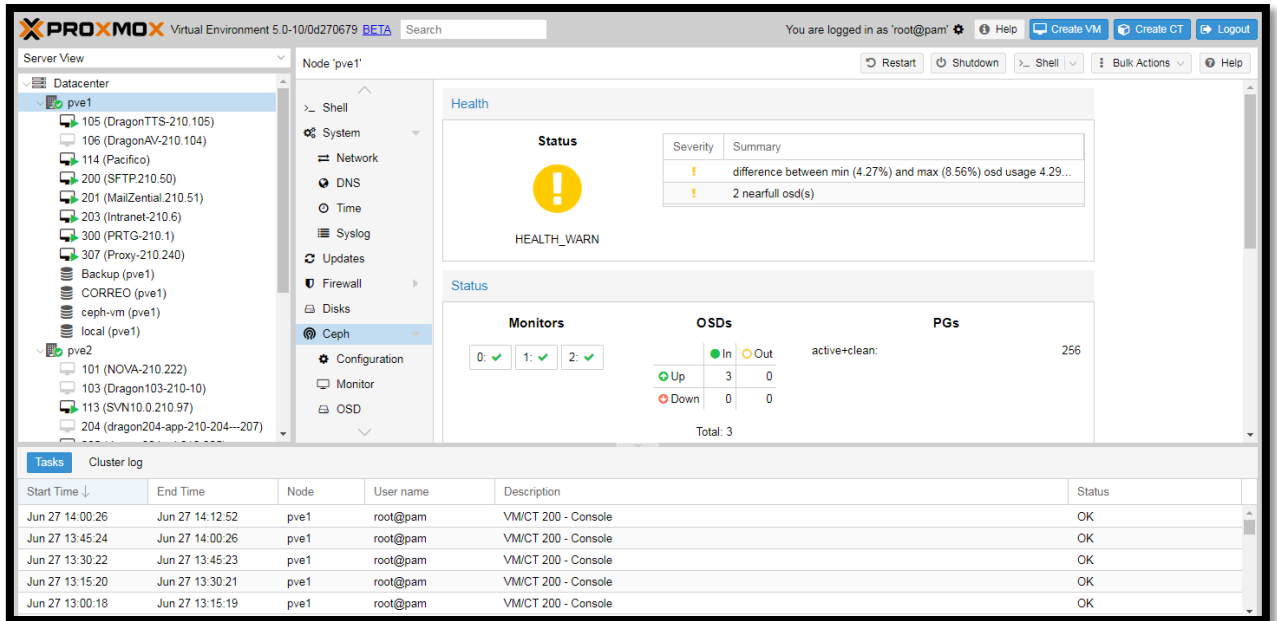 PROXMOX Virtual Environment 5.0-10/0d270679 BETA Search You are logged in as 'root@pam' Help Create VM Create CT Logout
Server View
Datacenter
pve1
105 (DragonTTS-210.105)
106 (DragonAV-210.104)
114 (Pacifico)
200 (SFTP.210.50)
201 (MailZential.210.51)
203 (Intranet-210.6)
300 (PRTG-210.1)
307 (Proxy-210.240)
Backup (pve1)
CORREO (pve1)
ceph-vm (pve1)
local (pve1)
pve2
101 (NOVA-210.222)
103 (Dragon103-210-10)
113 (SVN10.0.210.97)
204 (dragon204-app-210-204---207)
Node 'pve1' Restart Shutdown >_ Shell Bulk Actions Help
>_ Shell
System
Network
DNS
Time
Syslog
Updates
Firewall
Disks
Ceph
Configuration
Monitor
OSD
Health
Status
HEALTH_WARN
Severity Summary
difference between min (4.27%) and max (8.56%) osd usage 4.29...
2 nearfull osd(s)
Status
Monitors
0: 1: 2:
OSDs
In Out
Up 3 0
Down 0 0
Total: 3
PGs
active+clean: 256
Tasks Cluster log
Start Time End Time Node User name Description Status
Jun 27 14:00:26 Jun 27 14:12:52 pve1 root@pam VM/CT 200 - Console OK
Jun 27 13:45:24 Jun 27 14:00:26 pve1 root@pam VM/CT 200 - Console OK
Jun 27 13:30:22 Jun 27 13:45:23 pve1 root@pam VM/CT 200 - Console OK
Jun 27 13:15:20 Jun 27 13:30:21 pve1 root@pam VM/CT 200 - Console OK
Jun 27 13:00:18 Jun 27 13:15:19 pve1 root@pam VM/CT 200 - Console OK